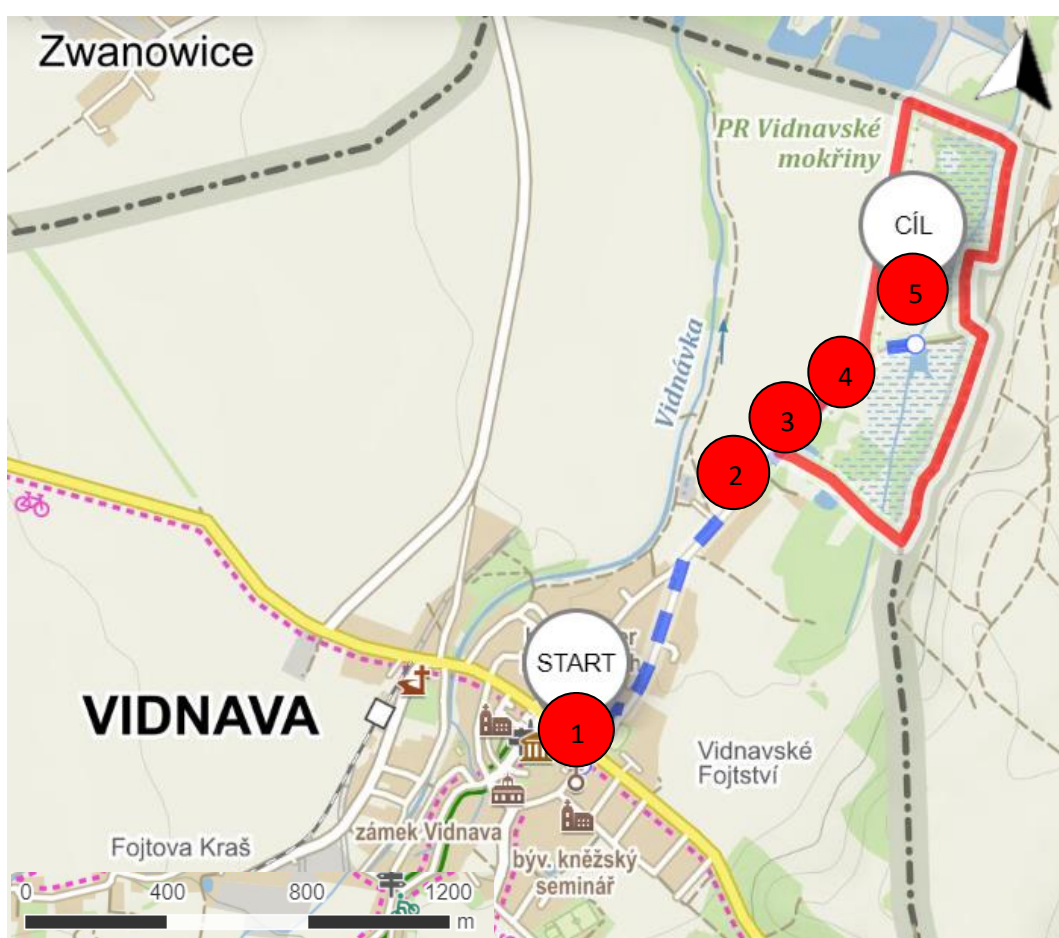 Zwanowice
PR Vidnavské
mokřiny
CÍL
5
4
3
2
Vidnávka
START
1
VIDNAVA
Vidnavské
Fojtství
zámek Vidnava
Fojtova Kraš
býv. kněžský
seminář
0 400 800 1200
m